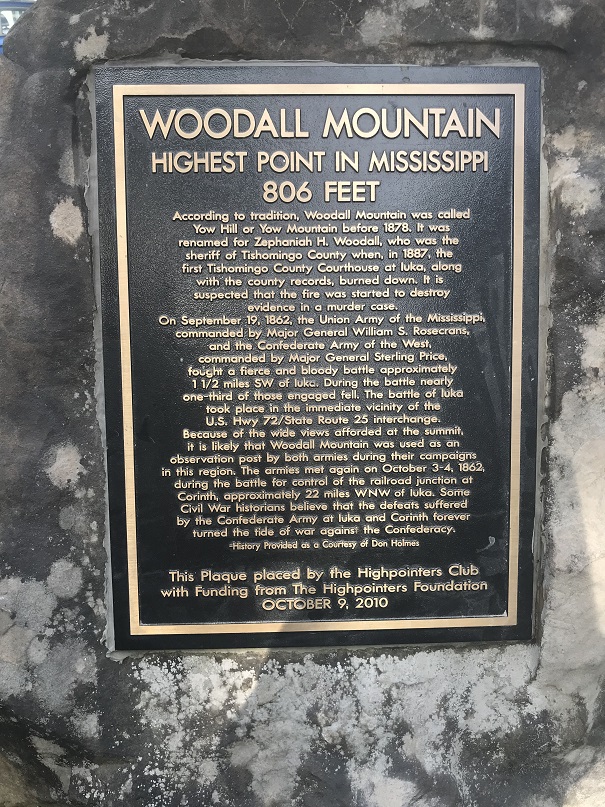 WOODALL MOUNTAIN
HIGHEST POINT IN MISSISSIPPI
806 FEET
According to tradition, Woodall Mountain was called
Yow Hill or Yow Mountain before 1878. It was
renamed for Zephaniah H. Woodall, who was the
sheriff of Tishomingo County when, in 1887, the
first Tishomingo County Courthouse at Iuka, along
with the county records, burned down. It is
suspected that the fire was started to destroy
evidence in a murder case.
On September 19, 1862, the Union Army of the Mississippi,
commanded by Major General William S. Rosecrans,
and the Confederate Army of the West,
commanded by Major General Sterling Price,
fought a fierce and bloody battle approximately
1 1/2 miles SW of Iuka. During the battle nearly
one-third of those engaged fell. The battle of Iuka
took place in the immediate vicinity of the
U.S. Hwy 72/State Route 25 interchange.
Because of the wide views afforded at the summit,
it is likely that Woodall Mountain was used as an
observation post by both armies during their campaigns
in this region. The armies met again on October 3-4, 1862,
during the battle for control of the railroad junction at
Corinth, approximately 22 miles WNW of Iuka. Some
Civil War historians believe that the defeats suffered
by the Confederate Army at Iuka and Corinth forever
turned the tide of war against the Confederacy.
-History Provided as a Courtesy of Don Holmes
This Plaque placed by the Highpointers Club
with Funding from The Highpointers Foundation
OCTOBER 9, 2010